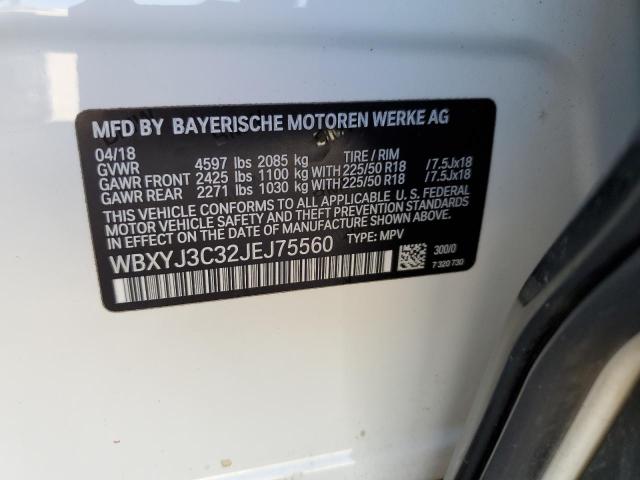 MFD BY BAYERISCHE MOTOREN WERKE AG
04/18
GVWR 4597 lbs 2085 kg TIRE / RIM
GAWR FRONT 2425 lbs 1100 kg WITH 225/50 R18 /7.5Jx18
GAWR REAR 2271 lbs 1030 kg WITH 225/50 R18 /7.5Jx18
THIS VEHICLE CONFORMS TO ALL APPLICABLE U.S. FEDERAL
MOTOR VEHICLE SAFETY AND THEFT PREVENTION STANDARDS
IN EFFECT ON THE DATE OF MANUFACTURE SHOWN ABOVE.
WBXYJ3C32JEJ75560 TYPE: MPV
300/0
7 320 730